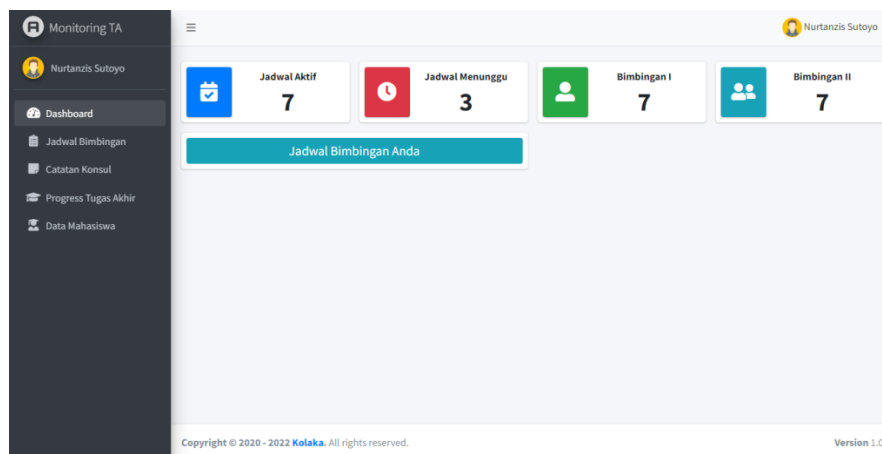 Monitoring TA
Nurtanzis Sutoyo
Nurtanzis Sutoyo
Dashboard
Jadwal Bimbingan
Catatan Konsul
Progress Tugas Akhir
Data Mahasiswa
Jadwal Aktif
7
Jadwal Menunggu
3
Bimbingan I
7
Bimbingan II
7
Jadwal Bimbingan Anda
Copyright © 2020 - 2022 Kolaka. All rights reserved.
Version 1.0